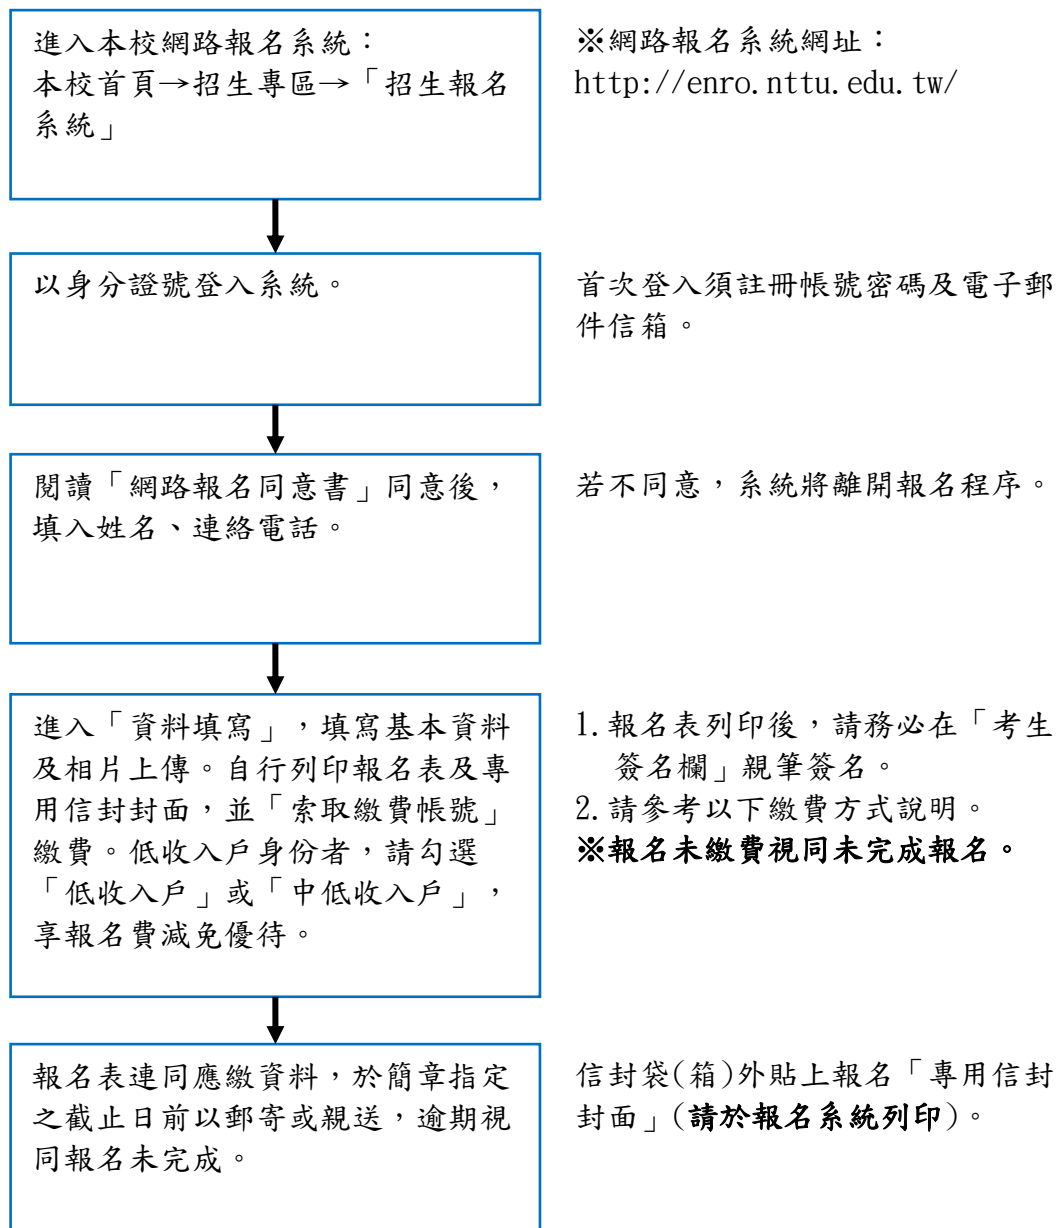 進入本校網路報名系統：
本校首頁→招生專區→「招生報名
系統」
※網路報名系統網址：
http://enro.nttu.edu.tw/
以身分證號登入系統。
首次登入須註冊帳號密碼及電子郵
件信箱。
閱讀「網路報名同意書」同意後，
填入姓名、連絡電話。
若不同意，系統將離開報名程序。
進入「資料填寫」，填寫基本資料
及相片上傳。自行列印報名表及專
用信封封面，並「索取繳費帳號」
繳費。低收入戶身份者，請勾選
「低收入戶」或「中低收入戶」，
享報名費減免優待。
1.報名表列印後，請務必在「考生
簽名欄」親筆簽名。
2.請參考以下繳費方式說明。
※報名未繳費視同未完成報名。
報名表連同應繳資料，於簡章指定
之截止日前以郵寄或親送，逾期視
同報名未完成。
信封袋(箱)外貼上報名「專用信封
封面」(請於報名系統列印)。